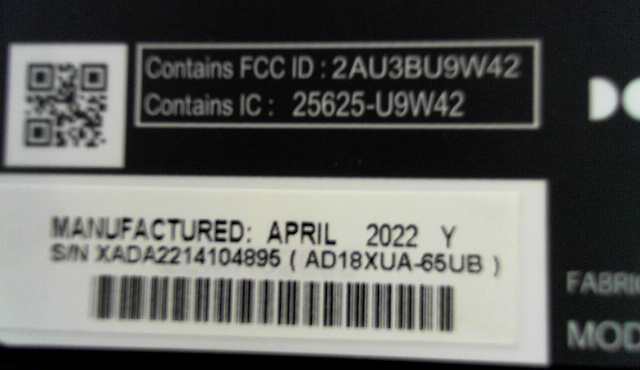 Contains FCC ID : 2AU3BU9W42
Contains IC : 25625-U9W42
MANUFACTURED: APRIL 2022 Y
S/N XADA2214104895 ( AD18XUA-65UB )
FABRIC
MOD